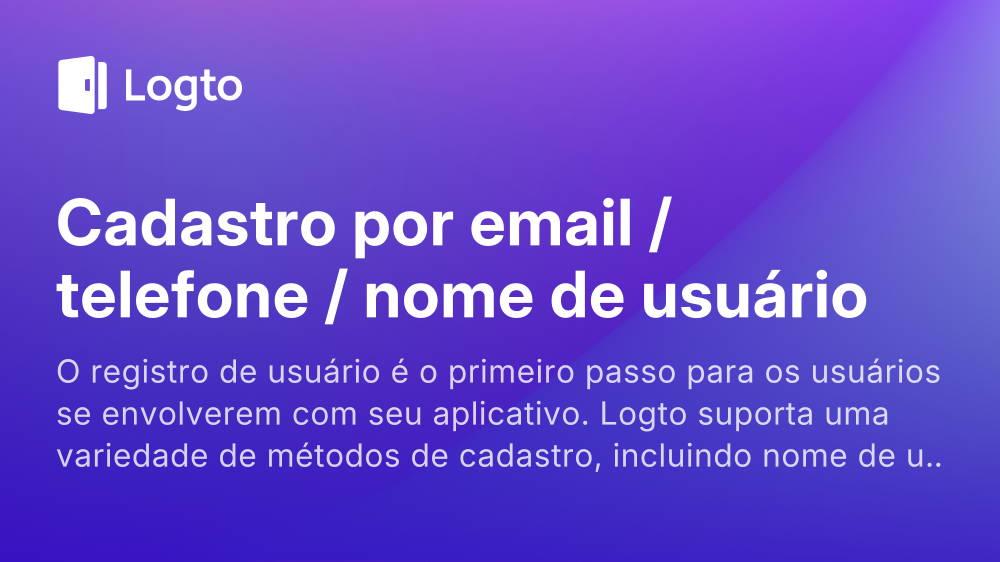 Logto
Cadastro por email /
telefone / nome de usuário
O registro de usuário é o primeiro passo para os usuários
se envolverem com seu aplicativo. Logto suporta uma
variedade de métodos de cadastro, incluindo nome de u..